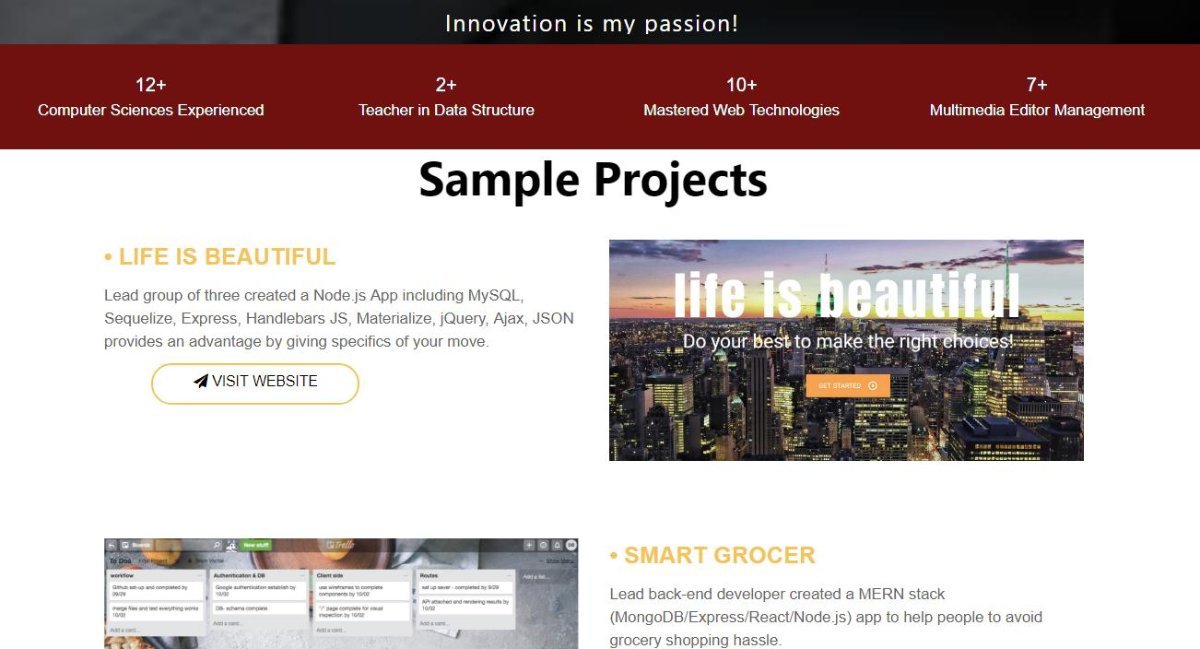 Innovation is my passion!
12+
Computer Sciences Experienced
2+
Teacher in Data Structure
10+
Mastered Web Technologies
7+
Multimedia Editor Management
Sample Projects
• LIFE IS BEAUTIFUL
Lead group of three created a Node.js App including MySQL,
Sequelize, Express, Handlebars JS, Materialize, jQuery, Ajax, JSON
provides an advantage by giving specifics of your move.
VISIT WEBSITE
life is beautiful
Do your best to make the right choices!
GET STARTED
Boards
New stuff
Trello
To Doo
Show Menu
workflow
Github set-up and completed by
09/29
merge files and test everything works
10/02
Add a card...
Authentication & DB
Google authentication establish by
10/02
DB- schema complete
Add a card...
Client side
use wireframes to complete
components by 10/02
"/" page complete for visual
inspection by 10/02
Add a card...
Routes
set up saver - completed by 9/29
API attached and rendering results by
10/02
Add a card...
Add a list...
• SMART GROCER
Lead back-end developer created a MERN stack
(MongoDB/Express/React/Node.js) app to help people to avoid
grocery shopping hassle.